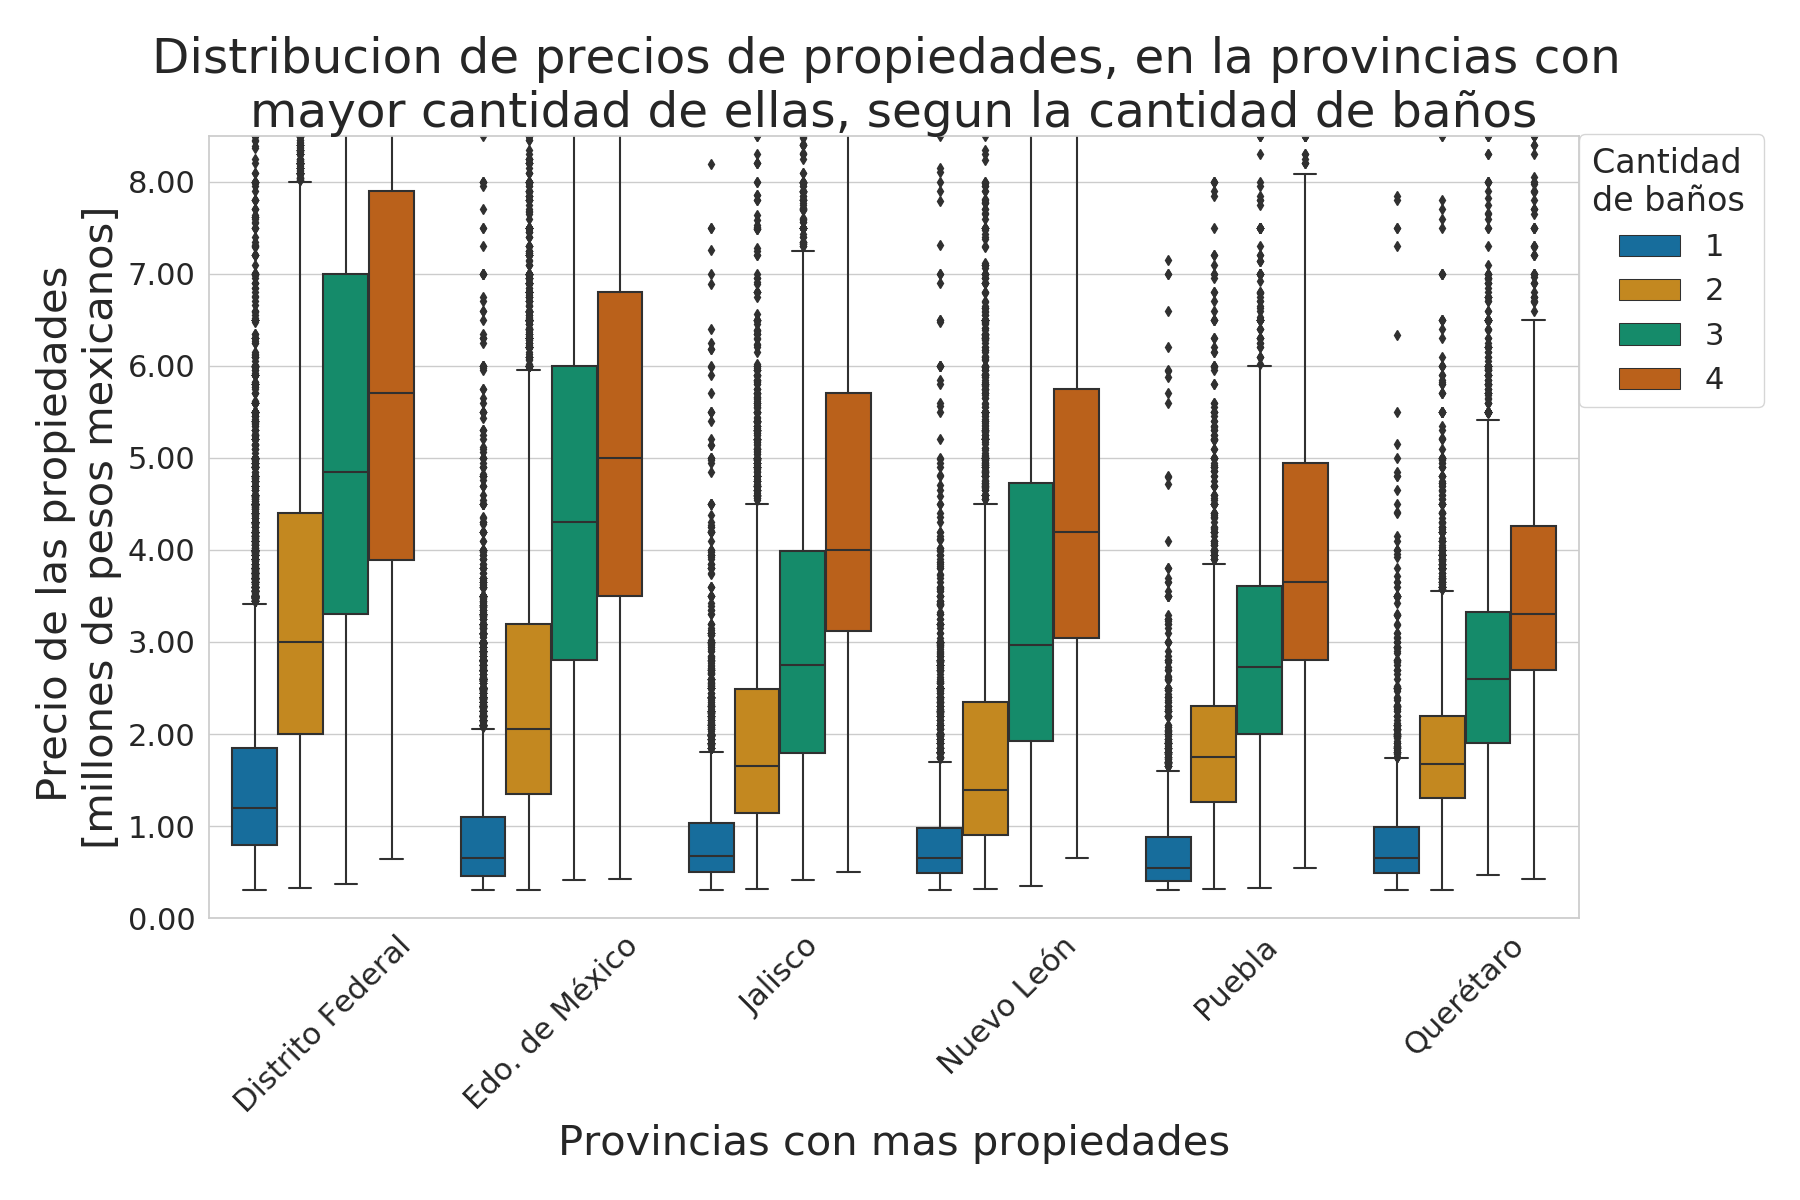 Distribucion de precios de propiedades, en la provincias con
mayor cantidad de ellas, segun la cantidad de baños
Precio de las propiedades
[millones de pesos mexicanos]
8.00
7.00
6.00
5.00
4.00
3.00
2.00
1.00
0.00
Cantidad
de baños
1
2
3
4
Distrito Federal
Edo. de México
Jalisco
Nuevo León
Puebla
Querétaro
Provincias con mas propiedades